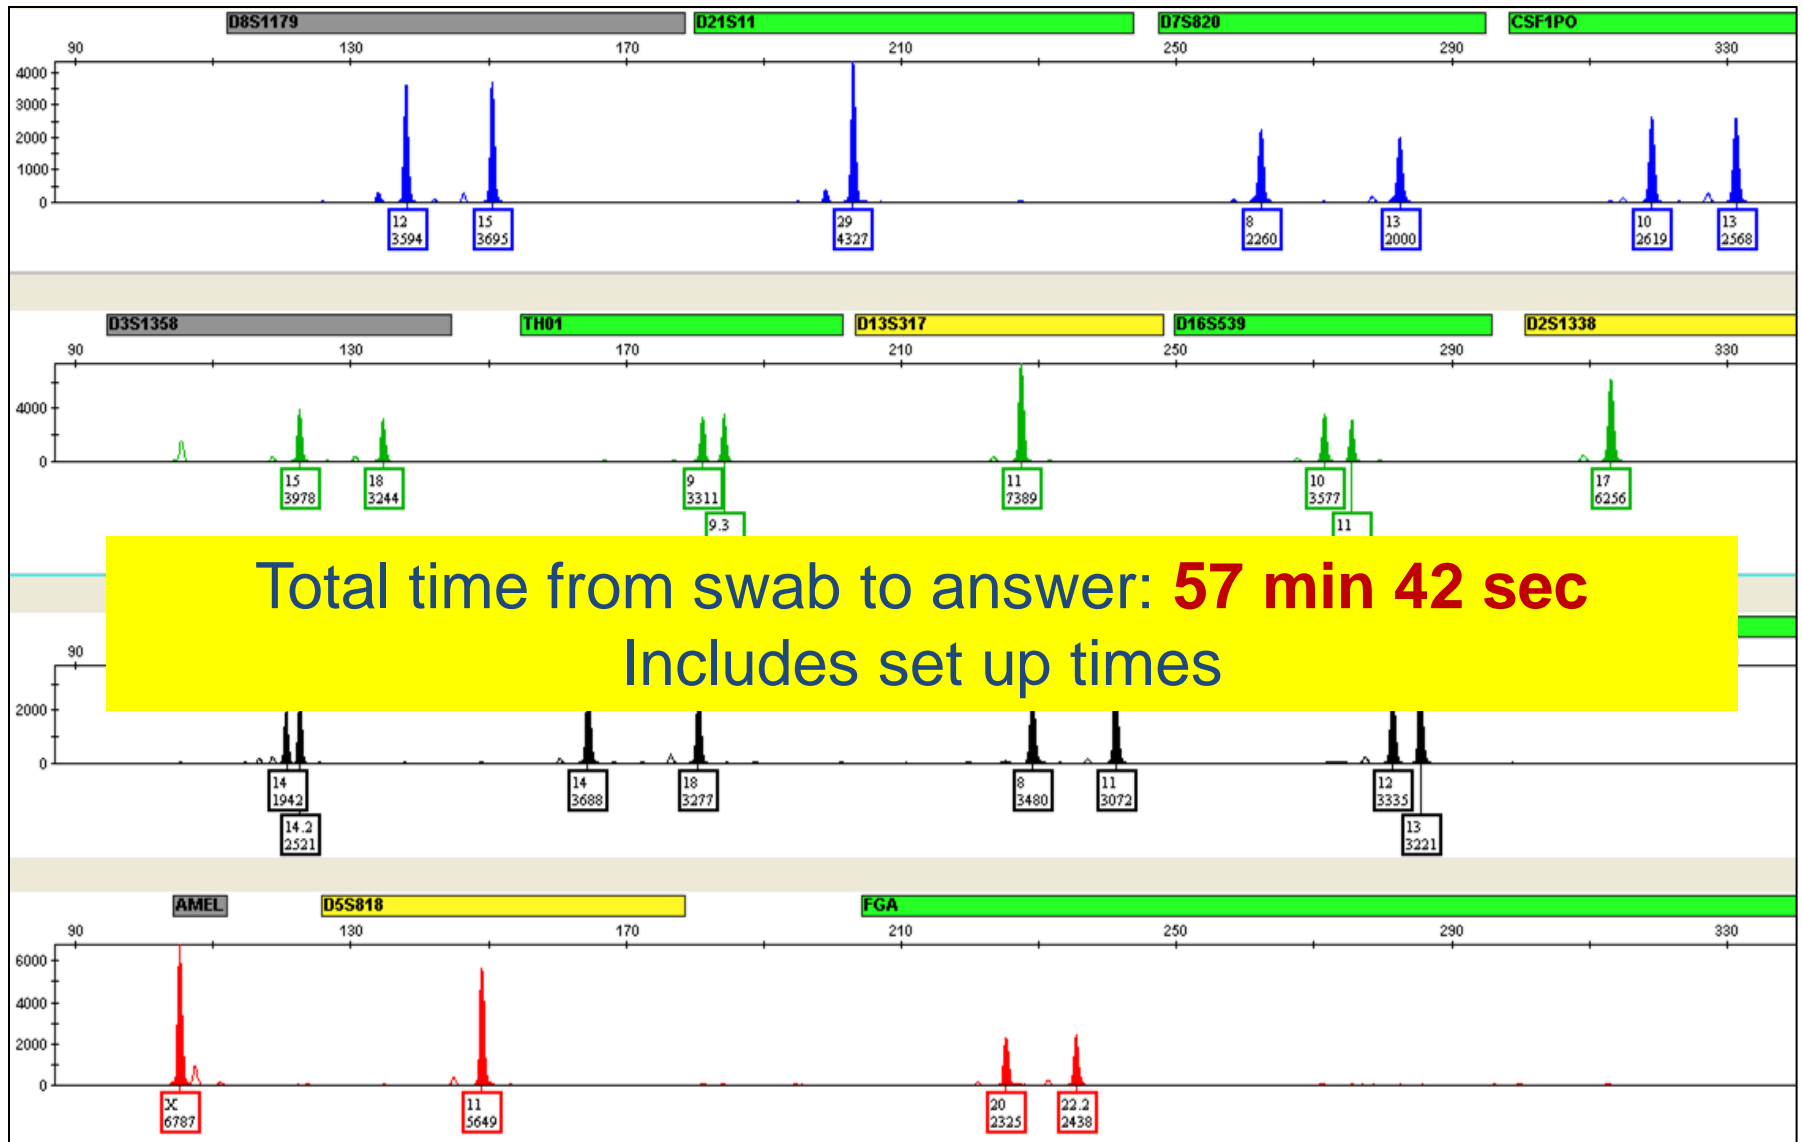 D8S1179 D21S11 D7S820 CSF1PO
90 130 170 210 250 290 330
4000
3000
2000
1000
0
12 15 29 8 13 10 13
3594 3695 4327 2260 2000 2619 2568
D3S1358 TH01 D13S317 D16S539 D2S1338
90 130 170 210 250 290 330
4000
0
15 18 9 11 10 17
3978 3244 3311 7389 3577 6256
9.3 11
Total time from swab to answer: 57 min 42 sec
Includes set up times
90
2000
0
14 14 18 8 11 12
1942 3688 3277 3480 3072 3335
14.2 13
2521 3221
AMEL D5S818 FGA
90 130 170 210 250 290 330
6000
4000
2000
0
X 11 20 22.2
6787 5649 2325 2438